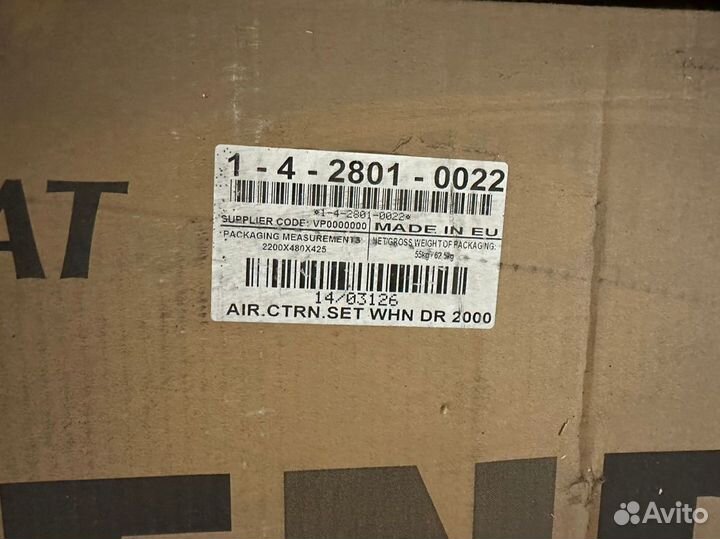 1 - 4 - 2801 - 0022
*1-4-2801-0022*
SUPPLIER CODE: VP0000000
MADE IN EU
PACKAGING MEASUREMENTS
2200X480X425
NET/GROSS WEIGHT OF PACKAGING:
55kg / 62.5kg
14/03126
AIR.CTRN.SET WHN DR 2000
AT
END
Avito